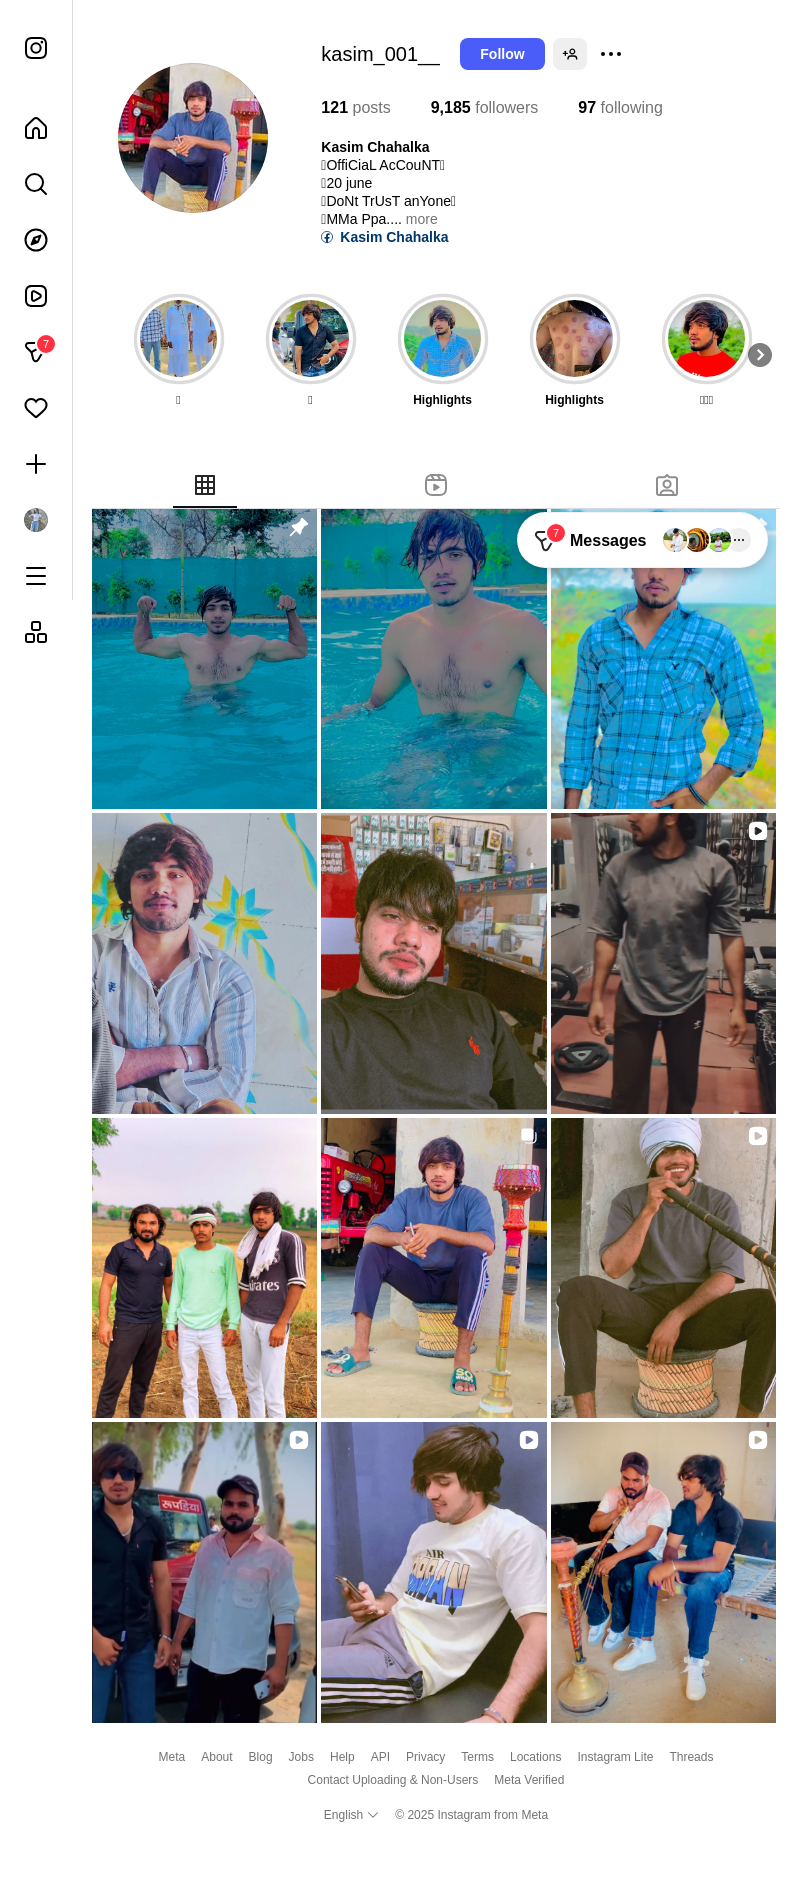 kasim_001__
Follow
121 posts
9,185 followers
97 following
Kasim Chahalka
OffiCiaL AcCouNT
20 june
DoNt TrUsT anYone
MMa Ppa.... more
Kasim Chahalka
Highlights
Highlights
7
7
Messages
रूपडिया
AIR
Meta
About
Blog
Jobs
Help
API
Privacy
Terms
Locations
Instagram Lite
Threads
Contact Uploading & Non-Users
Meta Verified
English
© 2025 Instagram from Meta